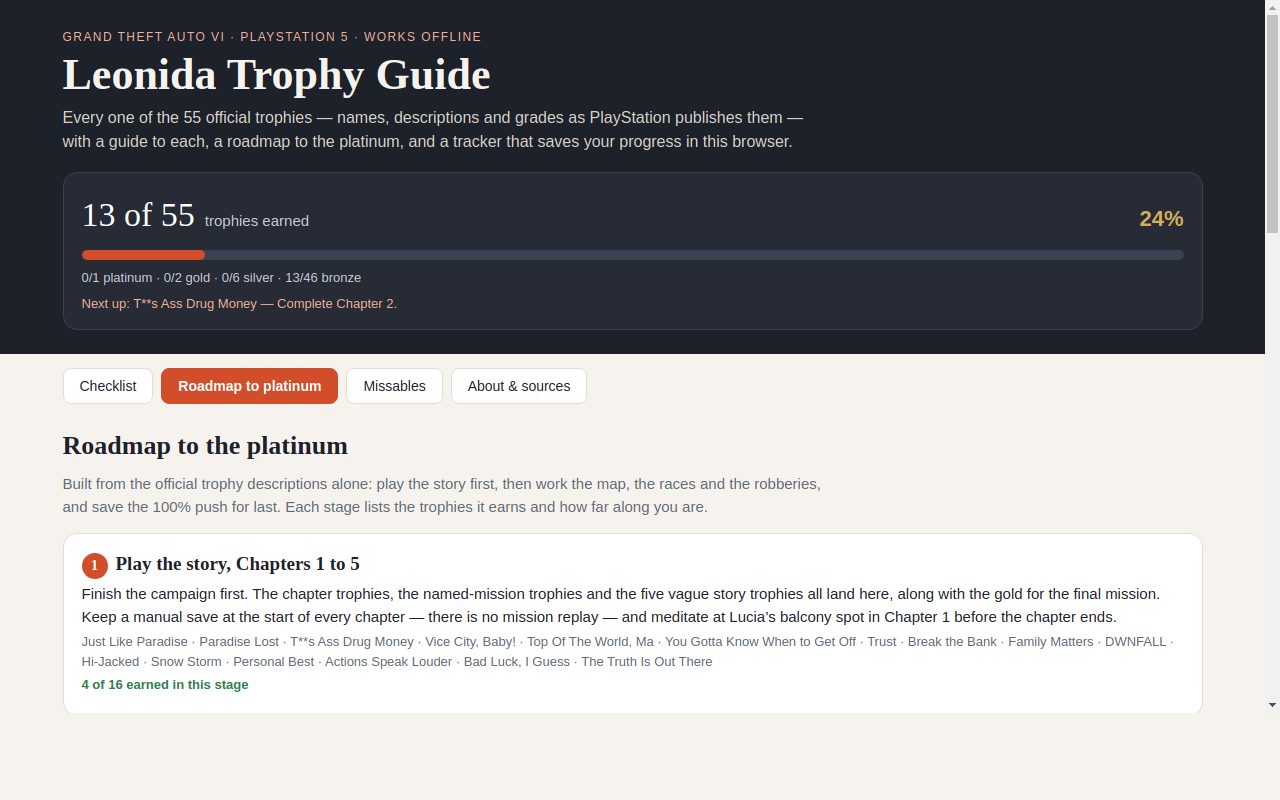 GRAND THEFT AUTO VI · PLAYSTATION 5 · WORKS OFFLINE
Leonida Trophy Guide
Every one of the 55 official trophies — names, descriptions and grades as PlayStation publishes them —
with a guide to each, a roadmap to the platinum, and a tracker that saves your progress in this browser.
13 of 55 trophies earned
24%
0/1 platinum · 0/2 gold · 0/6 silver · 13/46 bronze
Next up: T**s Ass Drug Money — Complete Chapter 2.
Checklist
Roadmap to platinum
Missables
About & sources
Roadmap to the platinum
Built from the official trophy descriptions alone: play the story first, then work the map, the races and the robberies,
and save the 100% push for last. Each stage lists the trophies it earns and how far along you are.
1 Play the story, Chapters 1 to 5
Finish the campaign first. The chapter trophies, the named-mission trophies and the five vague story trophies all land here, along with the gold for the final mission.
Keep a manual save at the start of every chapter — there is no mission replay — and meditate at Lucia’s balcony spot in Chapter 1 before the chapter ends.
Just Like Paradise · Paradise Lost · T**s Ass Drug Money · Vice City, Baby! · Top Of The World, Ma · You Gotta Know When to Get Off · Trust · Break the Bank · Family Matters · DWNFALL ·
Hi-Jacked · Snow Storm · Personal Best · Actions Speak Louder · Bad Luck, I Guess · The Truth Is Out There
4 of 16 earned in this stage